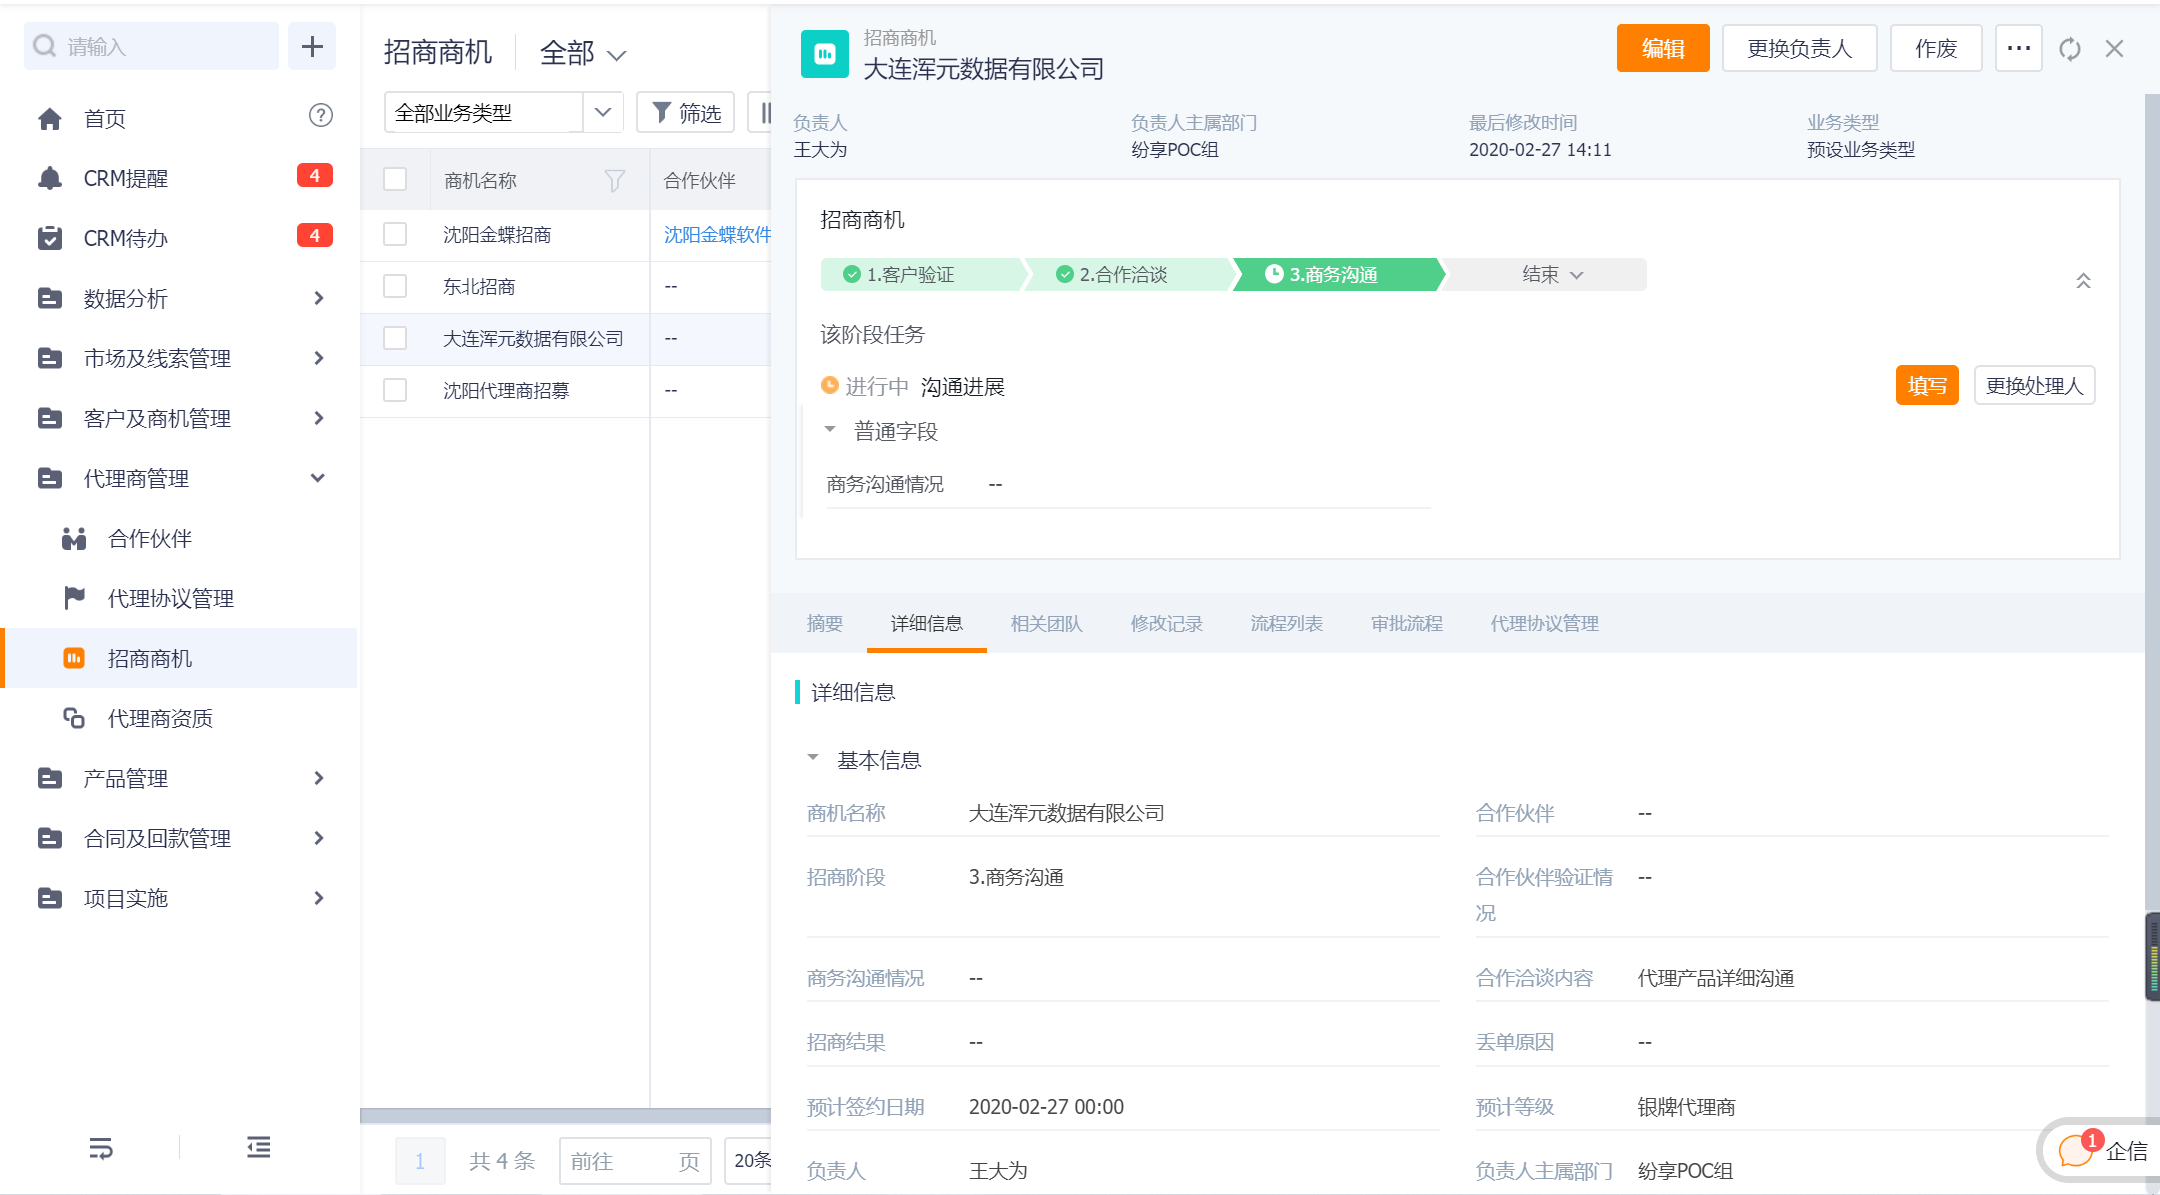 请输入
首页
CRM提醒
4
CRM待办
4
数据分析
市场及线索管理
客户及商机管理
代理商管理
合作伙伴
代理协议管理
招商商机
代理商资质
产品管理
合同及回款管理
项目实施
招商商机
全部
全部业务类型
筛选
商机名称
合作伙伴
沈阳金蝶招商
沈阳金蝶软件
东北招商
--
大连浑元数据有限公司
--
沈阳代理商招募
--
1
共 4 条
前往
页
20条
招商商机
大连浑元数据有限公司
编辑
更换负责人
作废
负责人
王大为
负责人主属部门
纷享POC组
最后修改时间
2020-02-27 14:11
业务类型
预设业务类型
招商商机
1.客户验证
2.合作洽谈
3.商务沟通
结束
该阶段任务
进行中
沟通进展
填写
更换处理人
普通字段
商务沟通情况
--
摘要
详细信息
相关团队
修改记录
流程列表
审批流程
代理协议管理
详细信息
基本信息
商机名称
大连浑元数据有限公司
合作伙伴
--
招商阶段
3.商务沟通
合作伙伴验证情
况
--
商务沟通情况
--
合作洽谈内容
代理产品详细沟通
招商结果
--
丢单原因
--
预计签约日期
2020-02-27 00:00
预计等级
银牌代理商
负责人
王大为
负责人主属部门
纷享POC组
1
企信